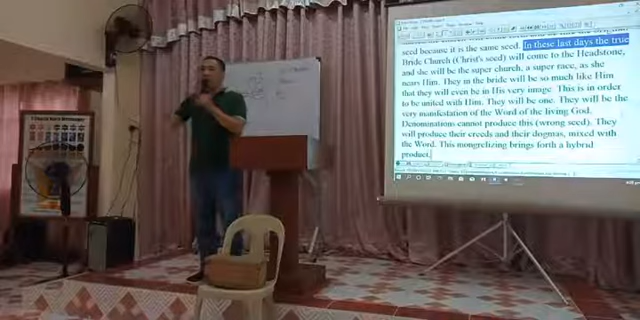 seed because it is the same seed. In these last days the true
Bride Church (Christ's seed) will come to the Headstone,
and she will be the super church, a super race, as she
nears Him. They in the bride will be so much like Him
that they will even be in His very image. This is in order
to be united with Him. They will be one. They will be the
very manifestation of the Word of the living God.
Denominations cannot produce this (wrong seed). They
will produce their creeds and their dogmas, mixed with
the Word. This mongrelizing brings forth a hybrid
product.